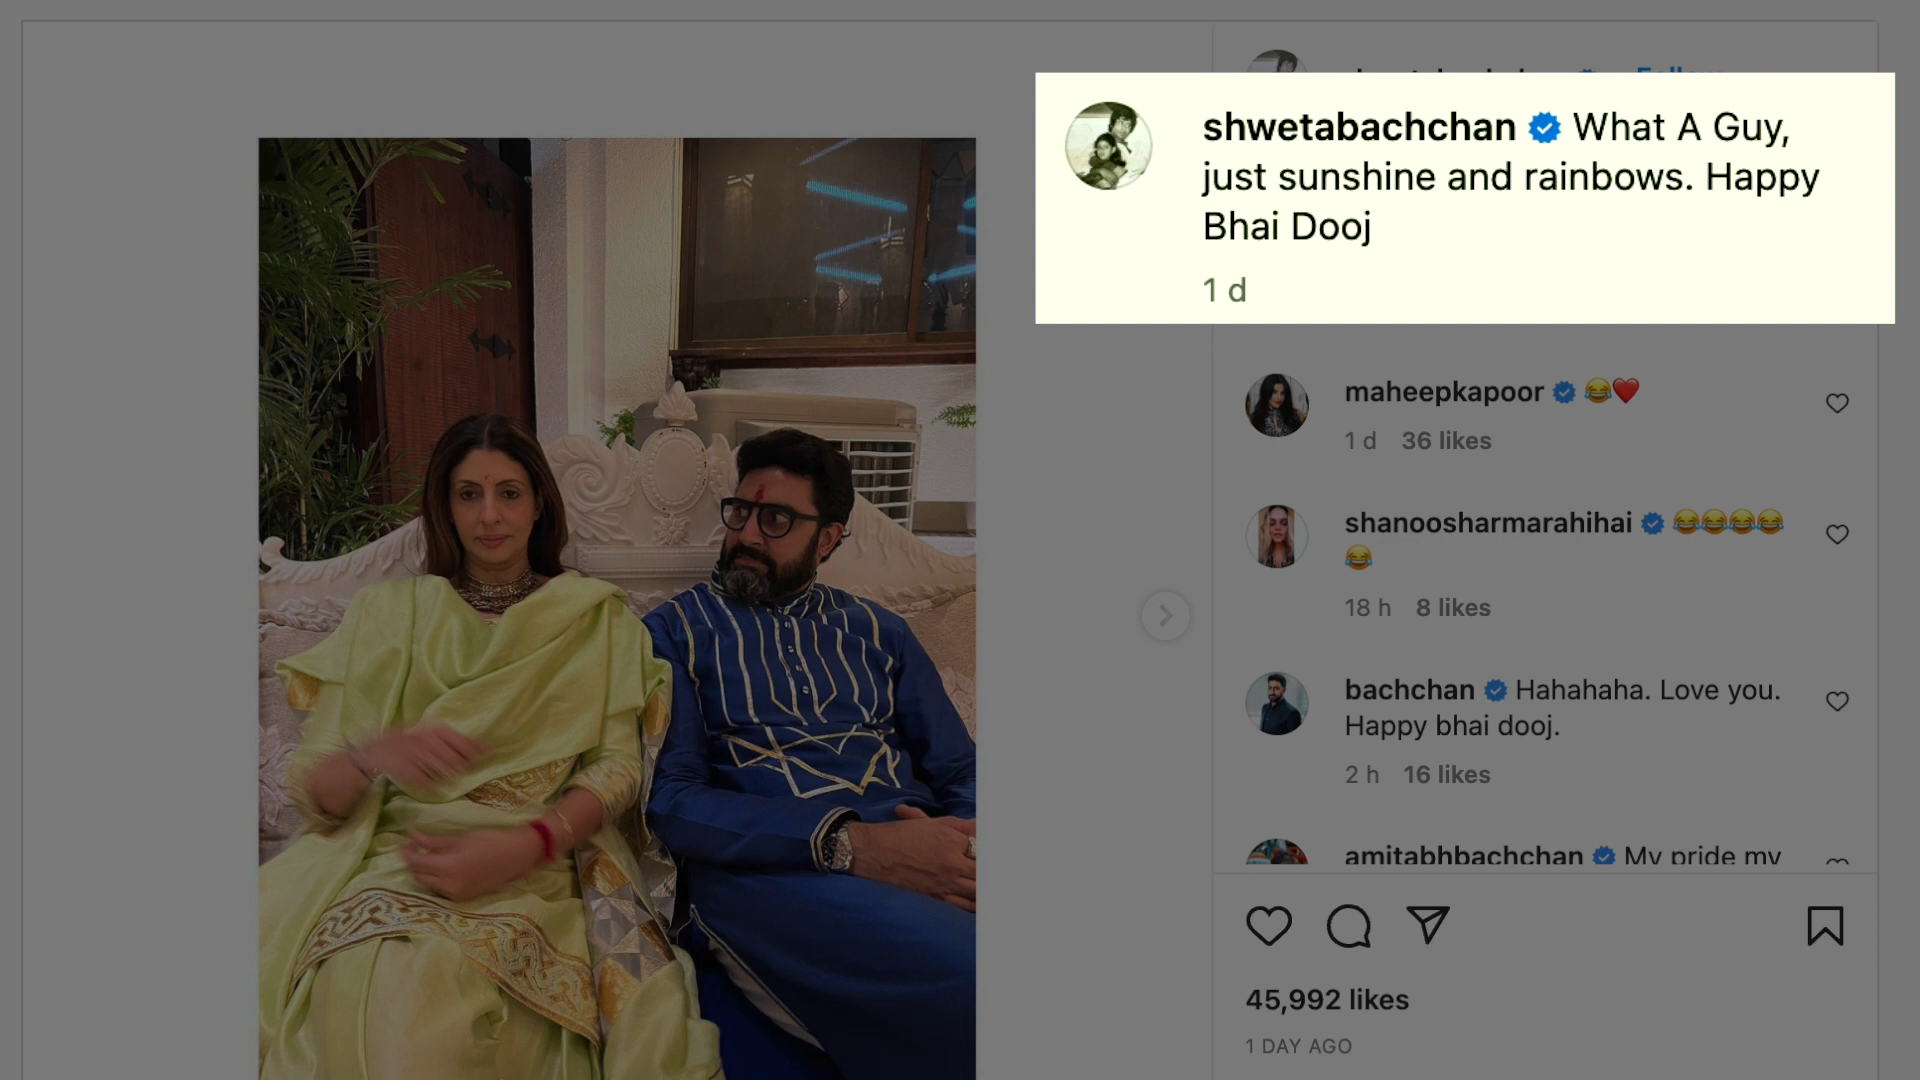 shwetabachchan What A Guy,
just sunshine and rainbows. Happy
Bhai Dooj
1 d
maheepkapoor 😂❤️
1 d 36 likes
shanoosharmarahihai 😂😂😂😂
😂
18 h 8 likes
bachchan Hahahaha. Love you.
Happy bhai dooj.
2 h 16 likes
amitabhbachchan My pride my
45,992 likes
1 DAY AGO